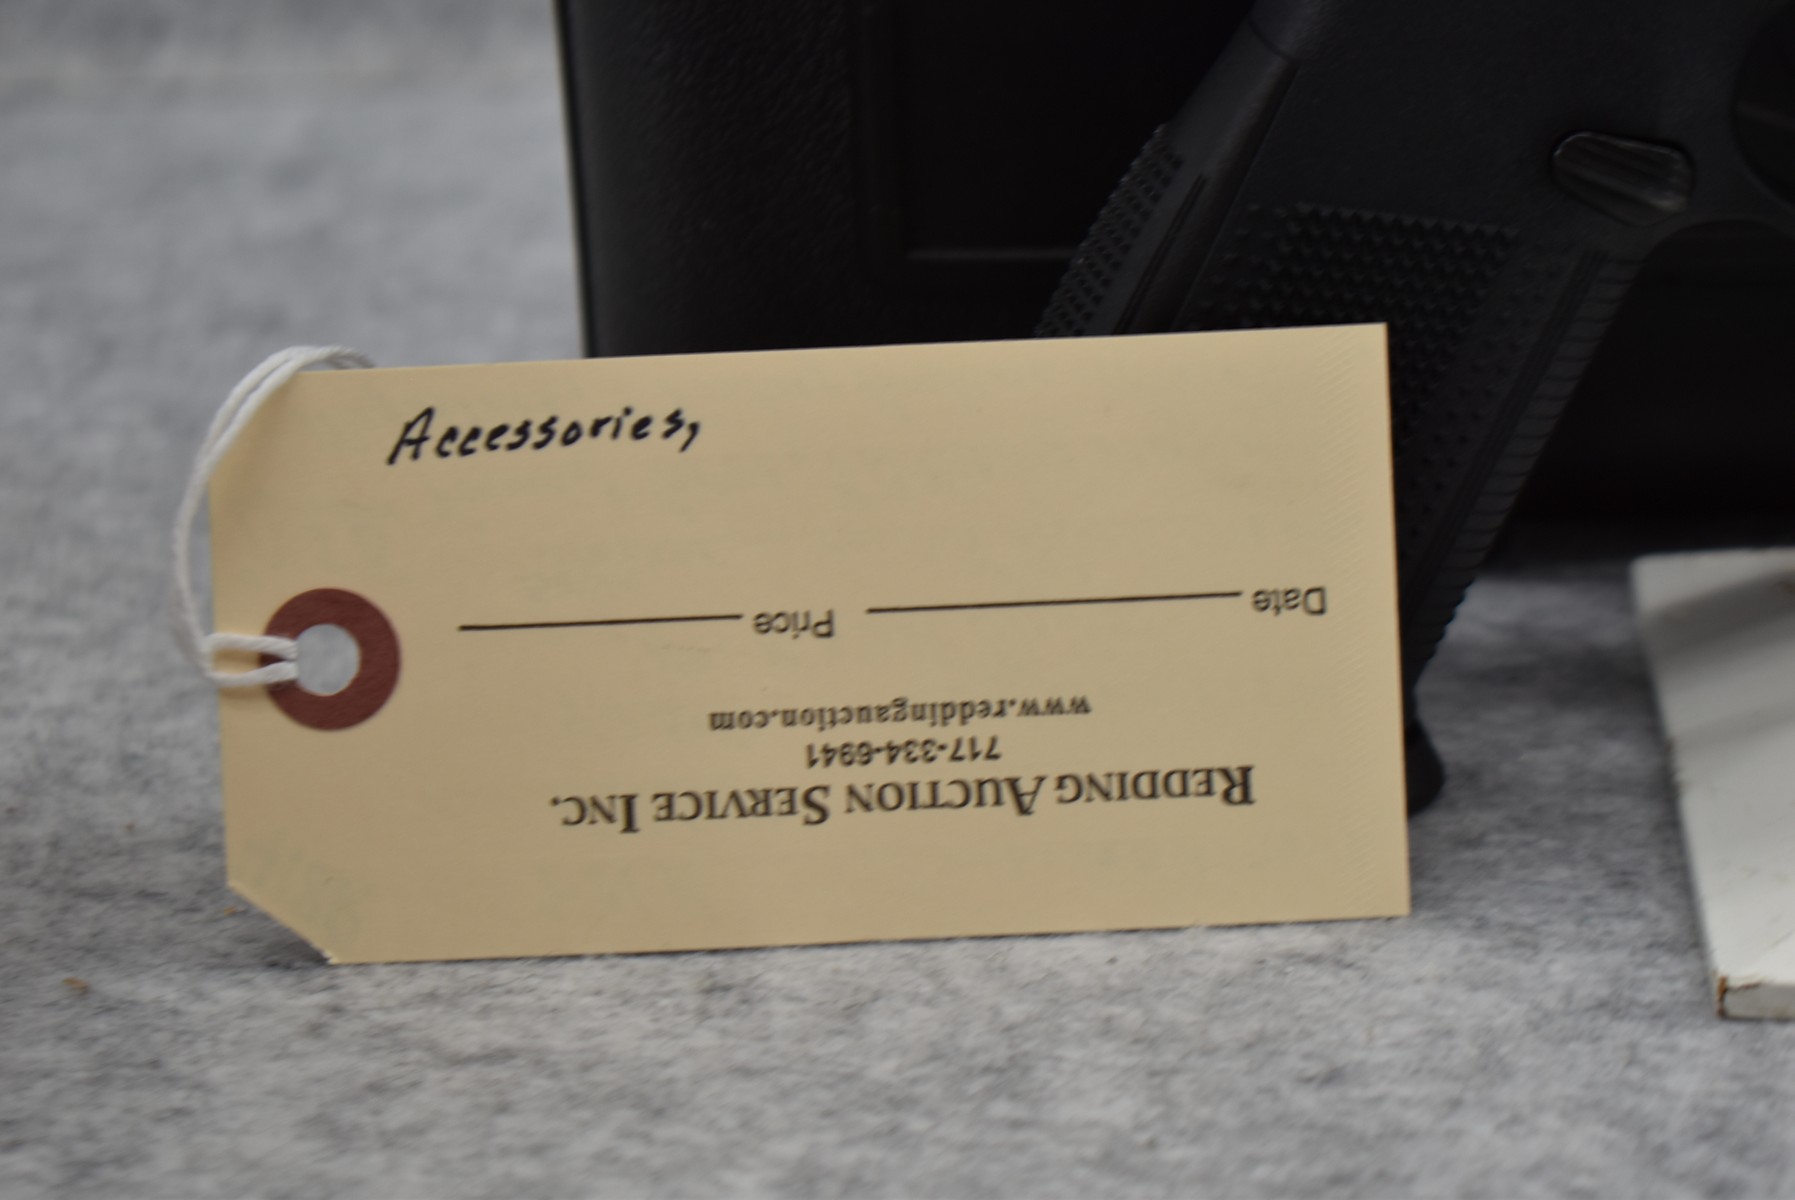 Accessories,
REDDING AUCTION SERVICE INC.
717-334-6941
www.reddingauction.com
Date Price